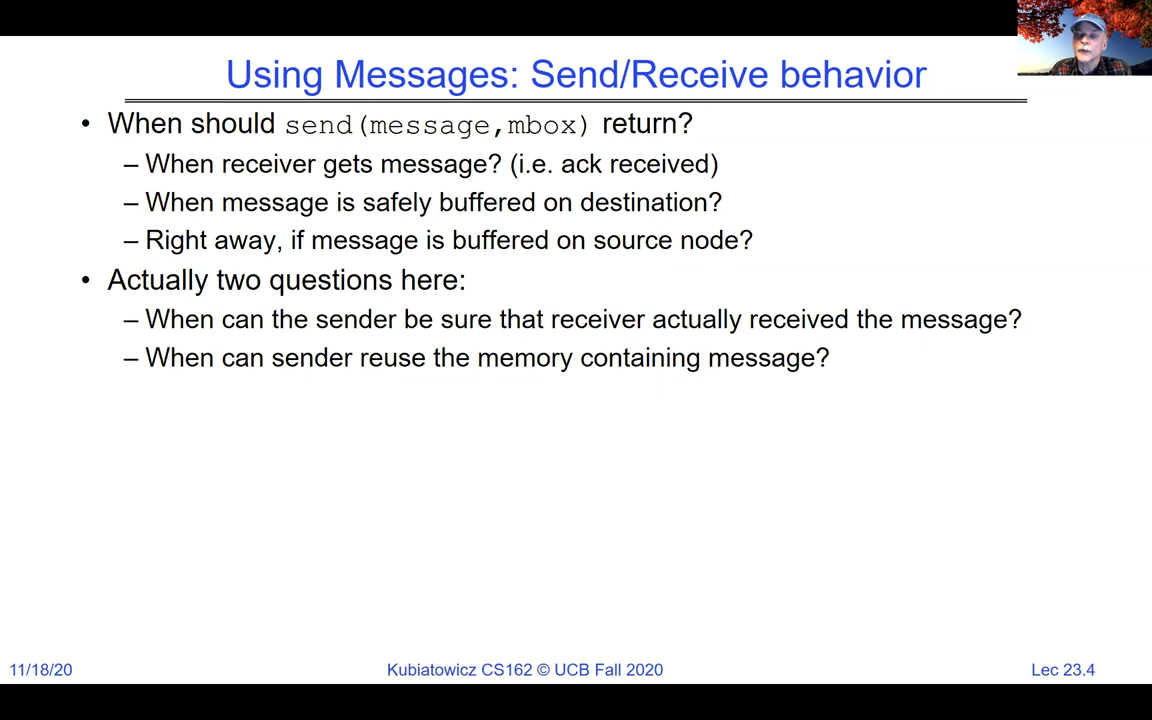 Using Messages: Send/Receive behavior
• When should send(message,mbox) return?
– When receiver gets message? (i.e. ack received)
– When message is safely buffered on destination?
– Right away, if message is buffered on source node?
• Actually two questions here:
– When can the sender be sure that receiver actually received the message?
– When can sender reuse the memory containing message?
11/18/20
Kubiatowicz CS162 © UCB Fall 2020
Lec 23.4